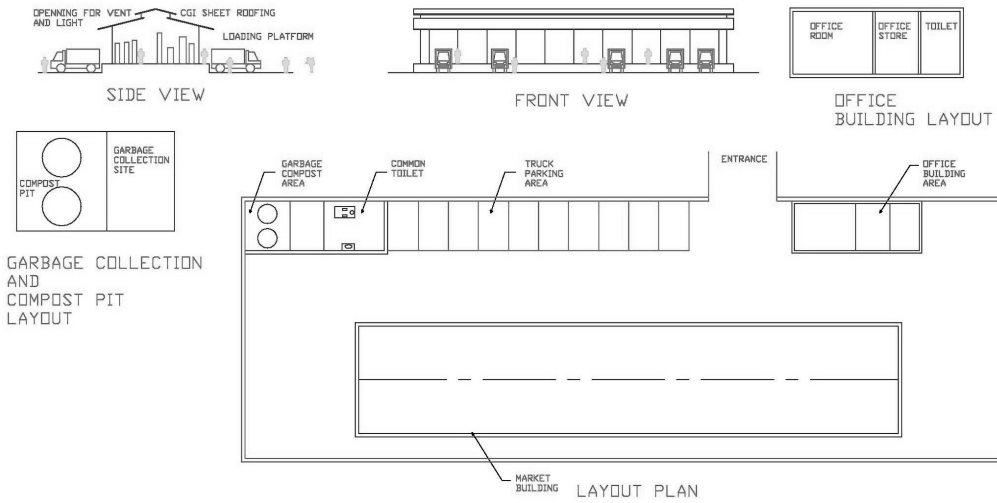 OPENNING FOR VENT
AND LIGHT
CGI SHEET ROOFING
LOADING PLATFORM
SIDE VIEW
FRONT VIEW
OFFICE
ROOM
OFFICE
STORE
TOILET
OFFICE
BUILDING LAYOUT
GARBAGE
COLLECTION
SITE
COMPOST
PIT
GARBAGE COLLECTION
AND
COMPOST PIT
LAYOUT
GARBAGE
COMPOST
AREA
COMMON
TOILET
TRUCK
PARKING
AREA
ENTRANCE
OFFICE
BUILDING
AREA
MARKET
BUILDING
LAYOUT PLAN